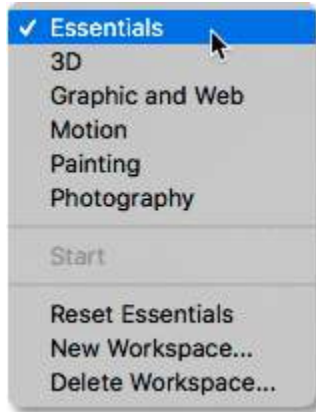 Essentials
3D
Graphic and Web
Motion
Painting
Photography
Start
Reset Essentials
New Workspace...
Delete Workspace...